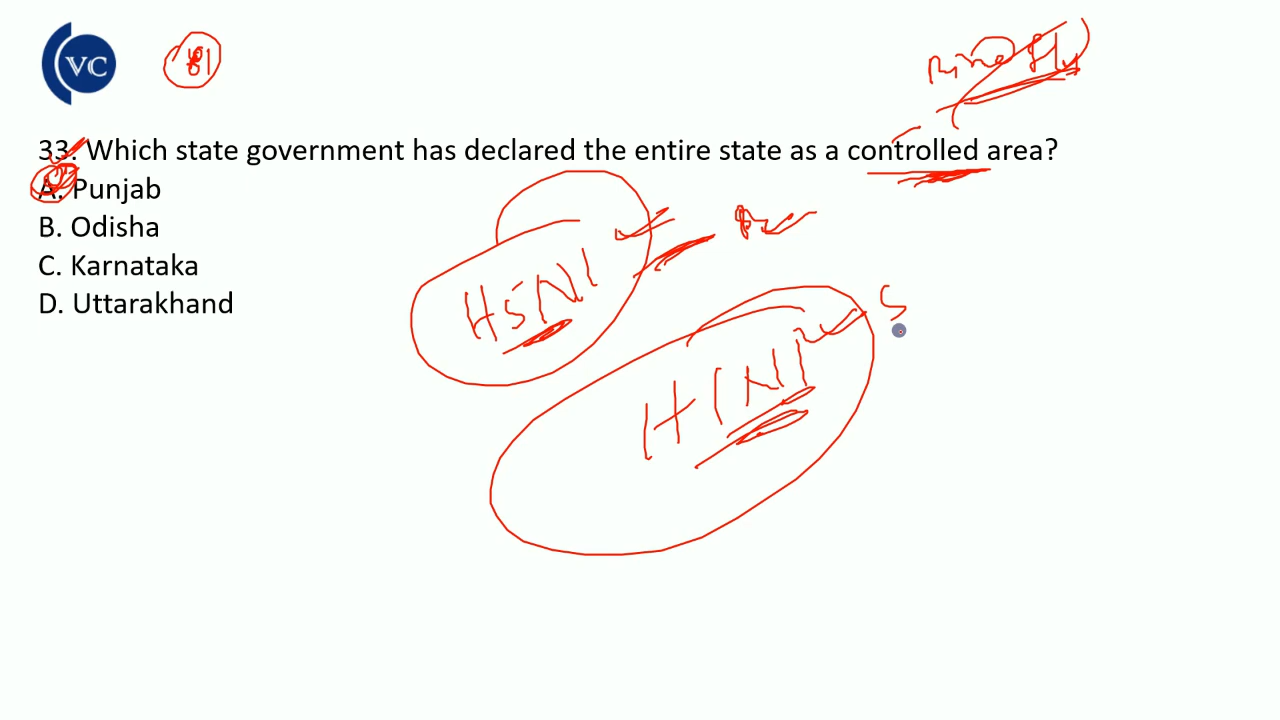 VC
33. Which state government has declared the entire state as a controlled area?
A. Punjab
B. Odisha
C. Karnataka
D. Uttarakhand
H5N1
H1N1
S